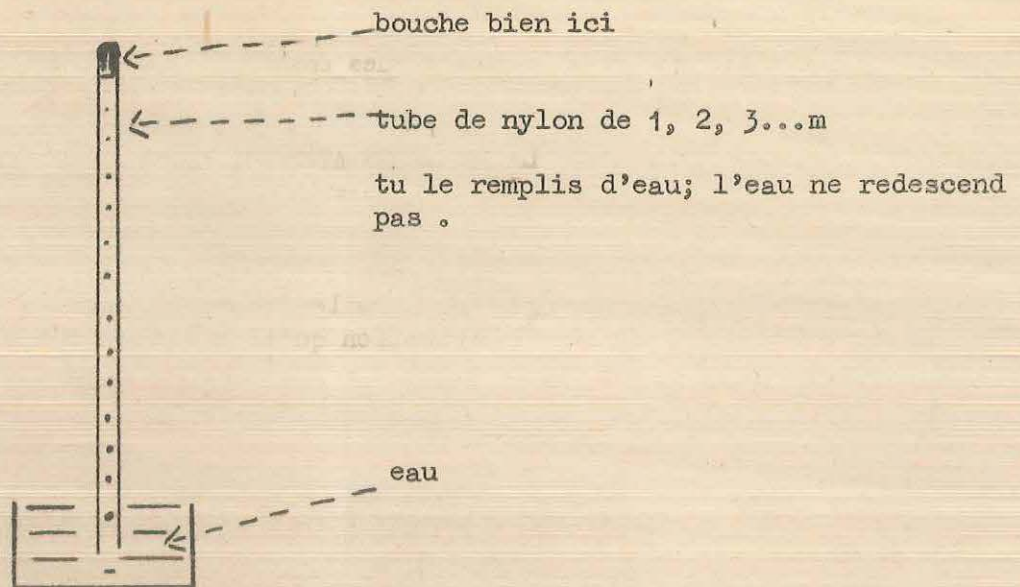 bouche bien ici
tube de nylon de 1, 2, 3...m
tu le remplis d'eau; l'eau ne redescend
pas .
eau